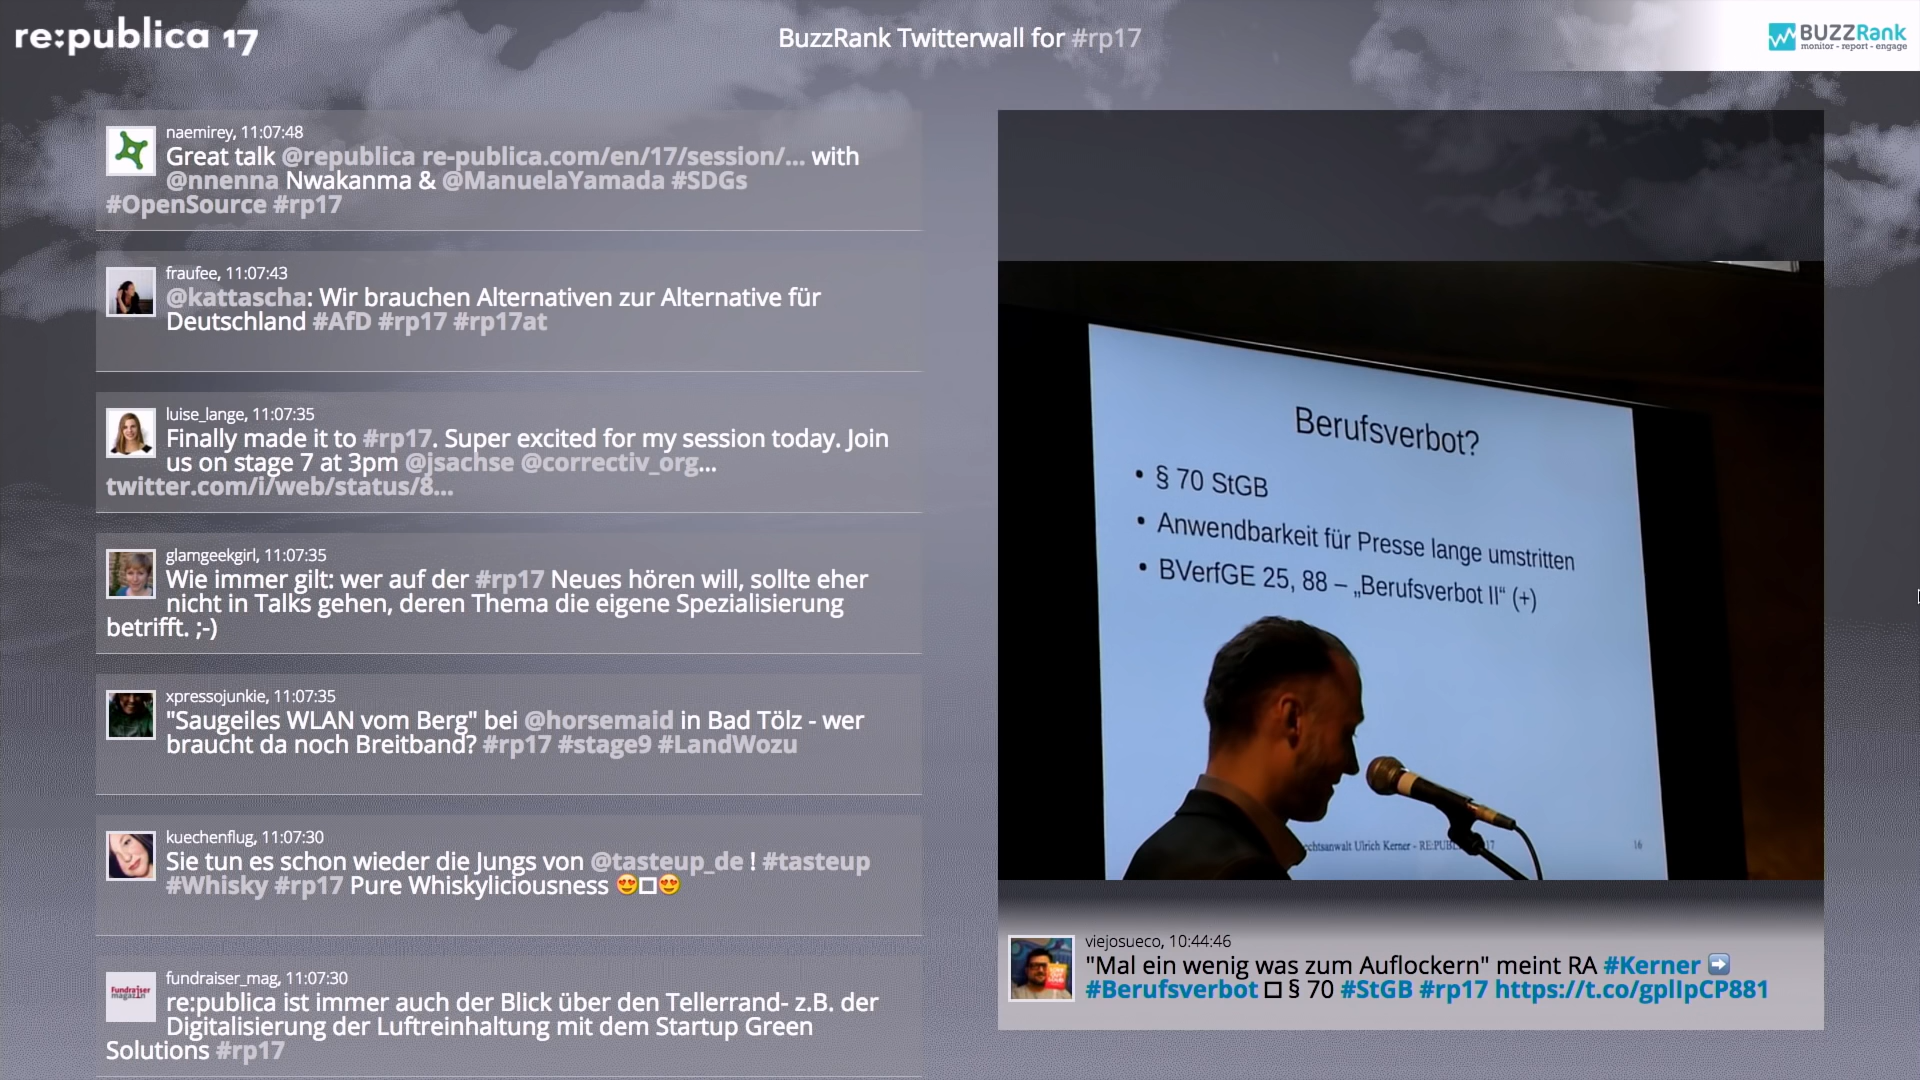 re:publica 17
BuzzRank Twitterwall for #rp17
BUZZRank
monitor - report - engage
naemirey, 11:07:48
Great talk @republica re-publica.com/en/17/session/... with
@nnenna Nwakanma & @ManuelaYamada #SDGs
#OpenSource #rp17
fraufee, 11:07:43
@kattascha: Wir brauchen Alternativen zur Alternative für
Deutschland #AfD #rp17 #rp17at
luise_lange, 11:07:35
Finally made it to #rp17. Super excited for my session today. Join
us on stage 7 at 3pm @jsachse @correctiv_org...
twitter.com/i/web/status/8...
glamgeekgirl, 11:07:35
Wie immer gilt: wer auf der #rp17 Neues hören will, sollte eher
nicht in Talks gehen, deren Thema die eigene Spezialisierung
betrifft. ;-)
xpressojunkie, 11:07:35
"Saugeiles WLAN vom Berg" bei @horsemaid in Bad Tölz - wer
braucht da noch Breitband? #rp17 #stage9 #LandWozu
kuechenflug, 11:07:30
Sie tun es schon wieder die Jungs von @tasteup_de ! #tasteup
#Whisky #rp17 Pure Whiskyliciousness 😍□😍
Fundraiser
magazin
fundraiser_mag, 11:07:30
re:publica ist immer auch der Blick über den Tellerrand- z.B. der
Digitalisierung der Luftreinhaltung mit dem Startup Green
Solutions #rp17
Berufsverbot?
• § 70 StGB
• Anwendbarkeit für Presse lange umstritten
• BVerfGE 25, 88 – „Berufsverbot II“ (+)
chtsanwalt Ulrich Kerner - RE:PUBL 17
16
viejosueco, 10:44:46
"Mal ein wenig was zum Auflockern" meint RA #Kerner ➡
#Berufsverbot □ § 70 #StGB #rp17 https://t.co/gplIpCP881